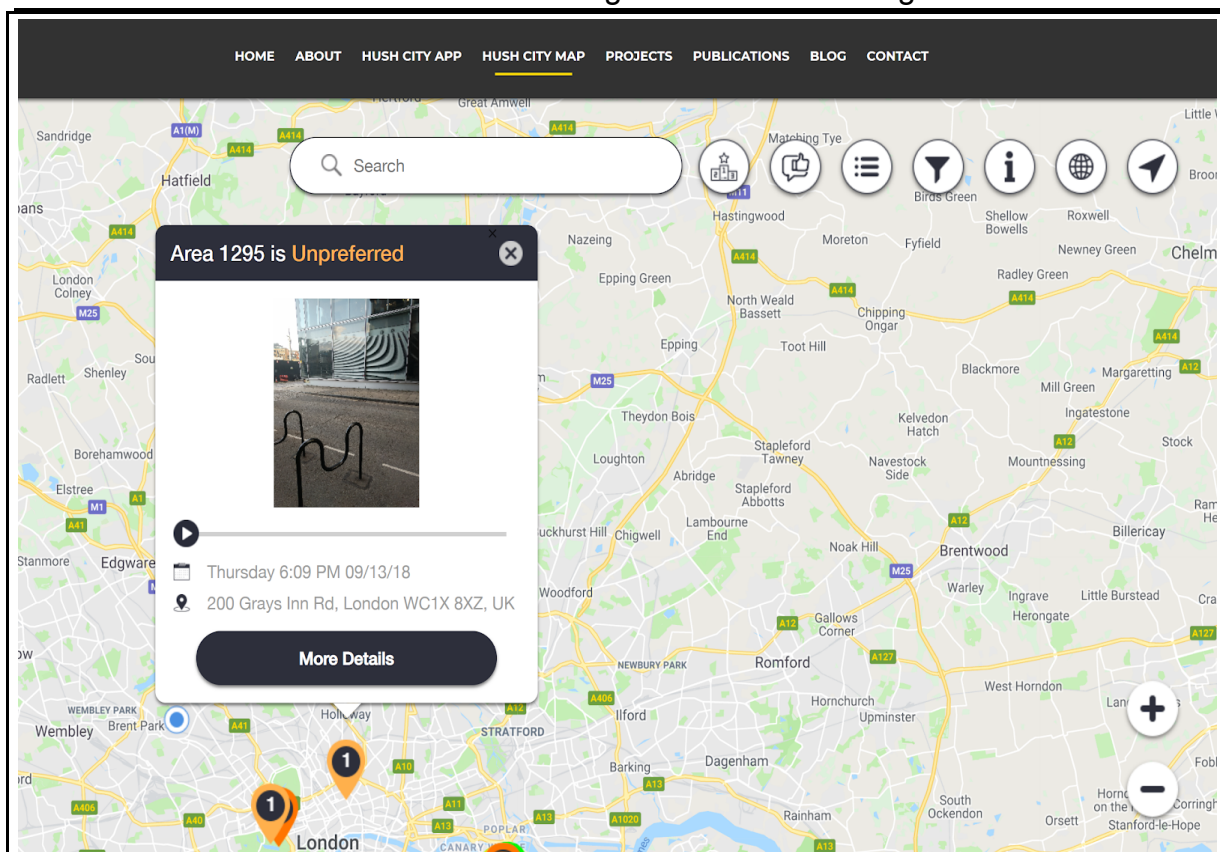 HOME ABOUT HUSH CITY APP HUSH CITY MAP PROJECTS PUBLICATIONS BLOG CONTACT
Great Amwell
Sandridge
A1(M)
A414
A414
A414
Matching Tye
Search
Hatfield
M11
Birds Green
Hastingwood
Shellow
Bowells
Roxwell
A414
Nazeing
Moreton
Fyfield
Newney Green
A414
Area 1295 is Unpreferred
London
Colney
Epping Green
Radley Green
A414
A414
North Weald
Bassett
Chipping
Ongar
M25
A414
Epping
Toot Hill
Radlett
Shenley
M25
Blackmore
Margaretting
A12
Mill Green
Theydon Bois
Kelvedon
Hatch
Ingatestone
Borehamwood
Loughton
Stapleford
Tawney
A12
Stock
Navestock
Side
Mountnessing
Abridge
Elstree
A1
M1
Stapleford
Abbotts
A41
Lambourne
End
A12
Chigwell
Billericay
Noak Hill
Brentwood
Stanmore
Edgware
M25
Thursday 6:09 PM 09/13/18
Woodford
Warley
Ingrave
Little Burstead
200 Grays Inn Rd, London WC1X 8XZ, UK
Herongate
A12
Gallows
Corner
A127
More Details
NEWBURY PARK
Romford
A127
West Horndon
A406
WEMBLEY PARK
A12
Hornchurch
Wembley
Brent Park
A41
Holloway
Ilford
Upminster
STRATFORD
1
A10
Barking
Dagenham
A13
1
A406
A40
A11
South
Ockendon
Rainham
Orsett
Stanford-le-Hope
A13
POPLAR
A13
A1020
London
A13